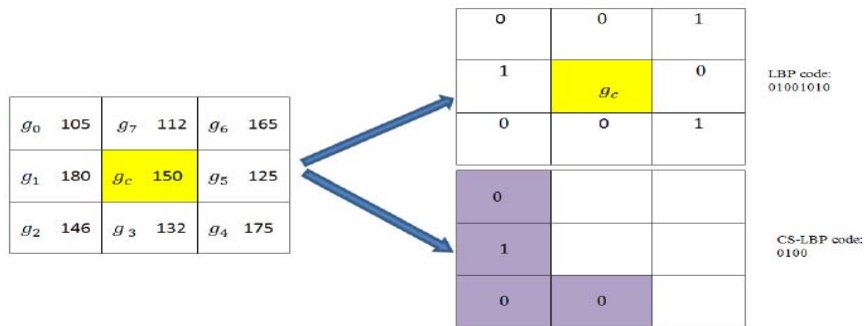 g0 105 g7 112 g6 165
g1 180 gc 150 g5 125
g2 146 g3 132 g4 175
0 0 1
1 gc 0
0 0 1
LBP code:
01001010
0
1
0 0
CS-LBP code:
0100